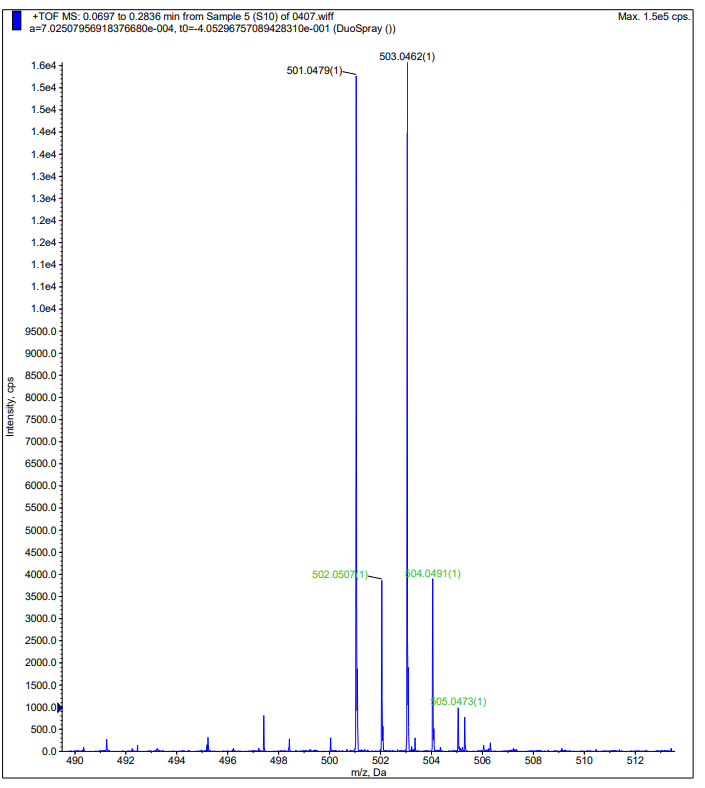 +TOF MS: 0.0697 to 0.2836 min from Sample 5 (S10) of 0407.wiff
Max. 1.5e5 cps.
a=7.02507956918376680e-004, t0=-4.05296757089428310e-001 (DuoSpray ())
503.0462(1)
501.0479(1)
1.6e4
1.5e4
1.5e4
1.4e4
1.4e4
1.3e4
1.2e4
1.2e4
1.1e4
1.1e4
1.0e4
9500.0
9000.0
8500.0
8000.0
7500.0
7000.0
6500.0
6000.0
5500.0
5000.0
4500.0
4000.0
3500.0
3000.0
2500.0
2000.0
1500.0
1000.0
500.0
0.0
Intensity, cps
502.0507(1)
504.0491(1)
505.0473(1)
490
492
494
496
498
500
502
504
506
508
510
512
m/z, Da